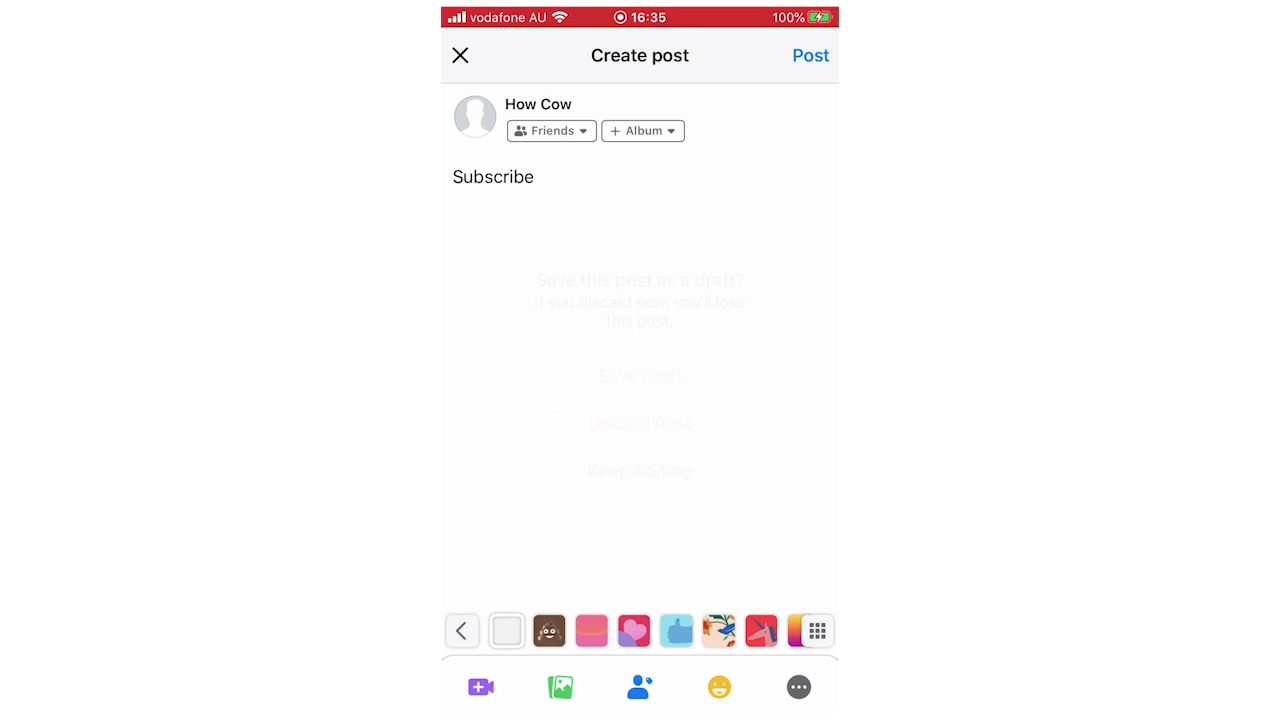 vodafone AU 16:35 100%
Create post Post
How Cow
Friends + Album
Subscribe
Save this post as a draft?
If you discard now, you'll lose
this post.
Save Draft
Discard Post
Keep Editing